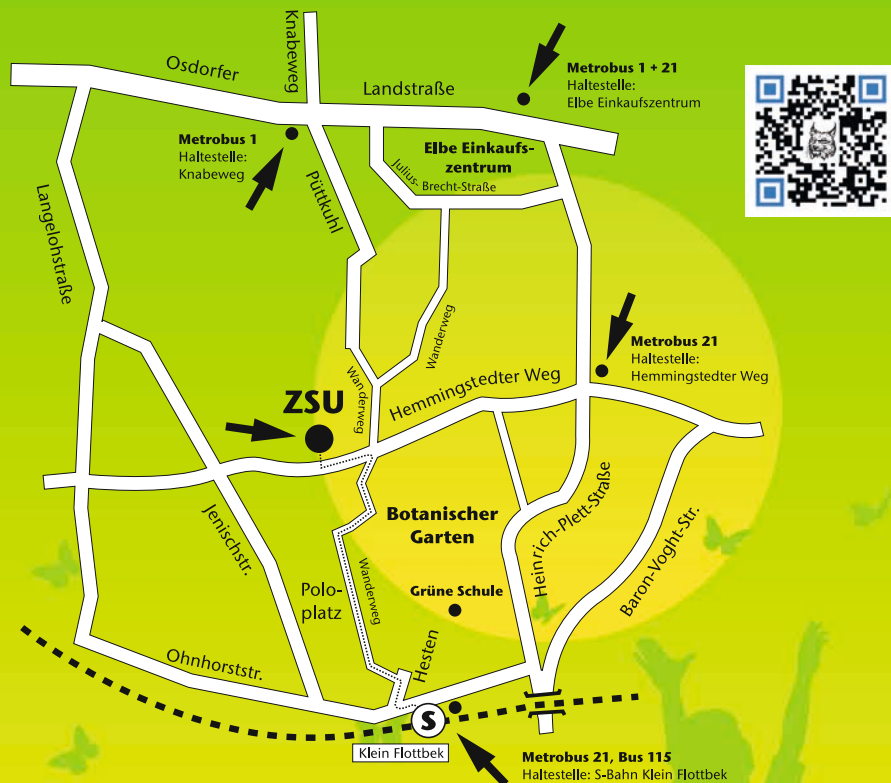 Knabeweg
Osdorfer
Landstraße
Metrobus 1 + 21
Haltestelle:
Elbe Einkaufszentrum
Metrobus 1
Haltestelle:
Knabeweg
Elbe Einkaufs-
zentrum
Julius-
Brecht-Straße
Püttkuhl
Langelohstraße
Wanderweg
Metrobus 21
Haltestelle:
Hemmingstedter Weg
Wanderweg
ZSU
Hemmingstedter Weg
Botanischer
Garten
Heinrich-Plett-Straße
Baron-Voght-Str.
Jenischstr.
Wanderweg
Polo-
platz
Grüne Schule
Hesten
Ohnhorststr.
S
Klein Flottbek
Metrobus 21, Bus 115
Haltestelle: S-Bahn Klein Flottbek